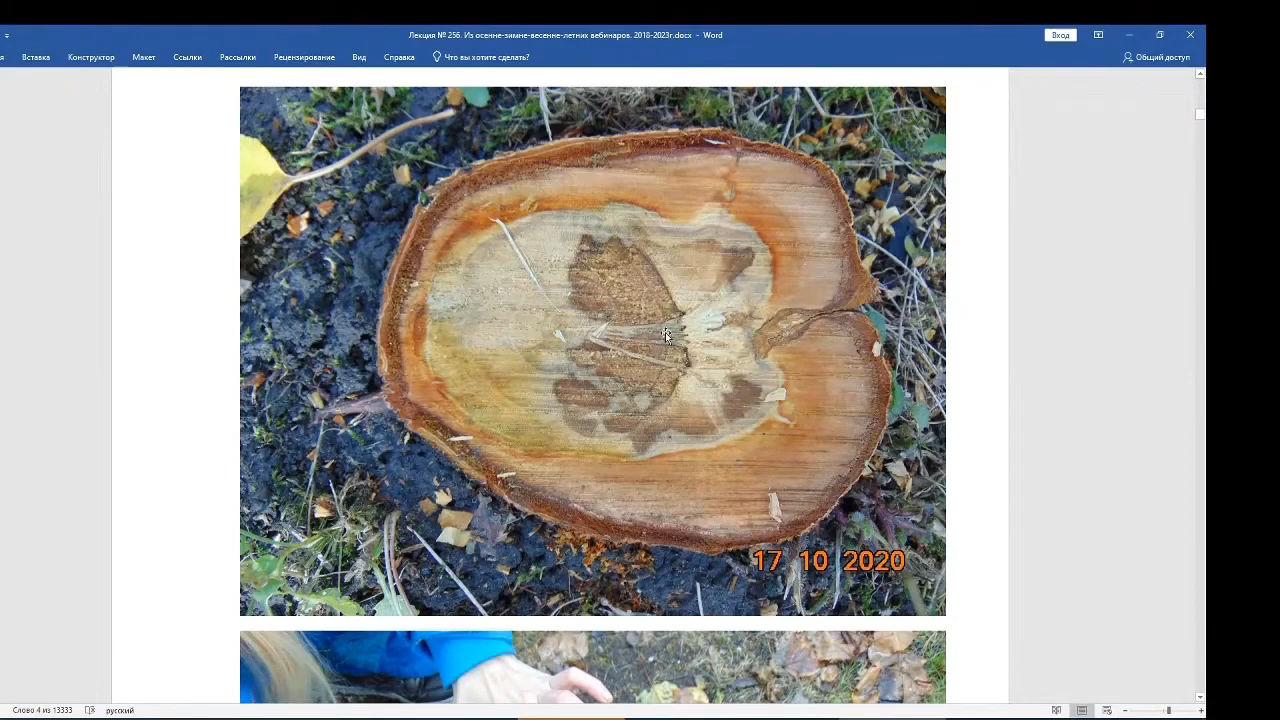 Лекция № 256. Из осенне-зимне-весенне-летних вебинаров. 2018-2023г.docx - Word
Вход
Вставка Конструктор Макет Ссылки Рассылки Рецензирование Вид Справка Что вы хотите сделать?
Общий доступ
17 10 2020
Слово 4 из 13333 русский